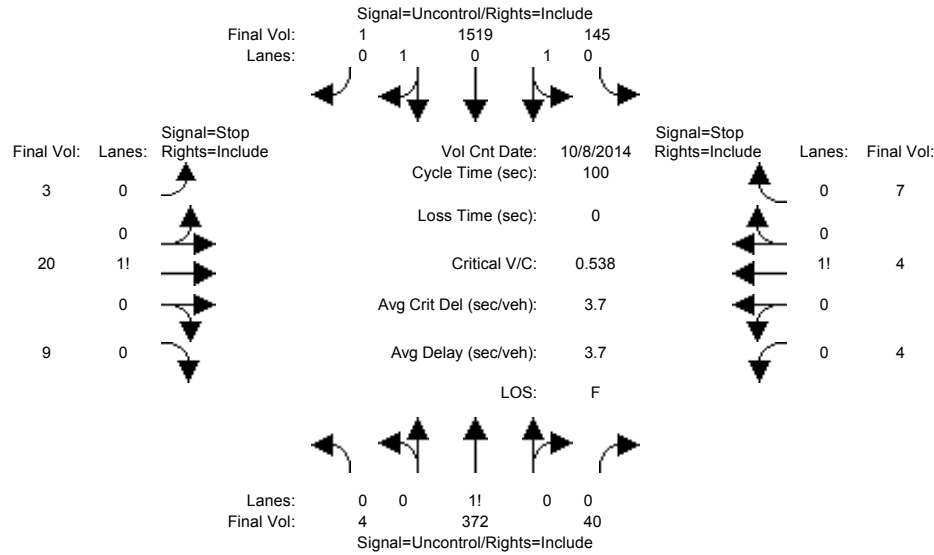 Signal=Uncontrol/Rights=Include
Final Vol: 1 1519 145
Lanes: 0 1 0 1 0
Signal=Stop Signal=Stop
Final Vol: Lanes: Rights=Include Vol Cnt Date: 10/8/2014 Rights=Include Lanes: Final Vol:
Cycle Time (sec): 100
3 0 0 7
Loss Time (sec): 0
0 0
20 1! Critical V/C: 0.538 1! 4
0 Avg Crit Del (sec/veh): 3.7 0
9 0 Avg Delay (sec/veh): 3.7 0 4
LOS: F
Lanes: 0 0 1! 0 0
Final Vol: 4 372 40
Signal=Uncontrol/Rights=Include